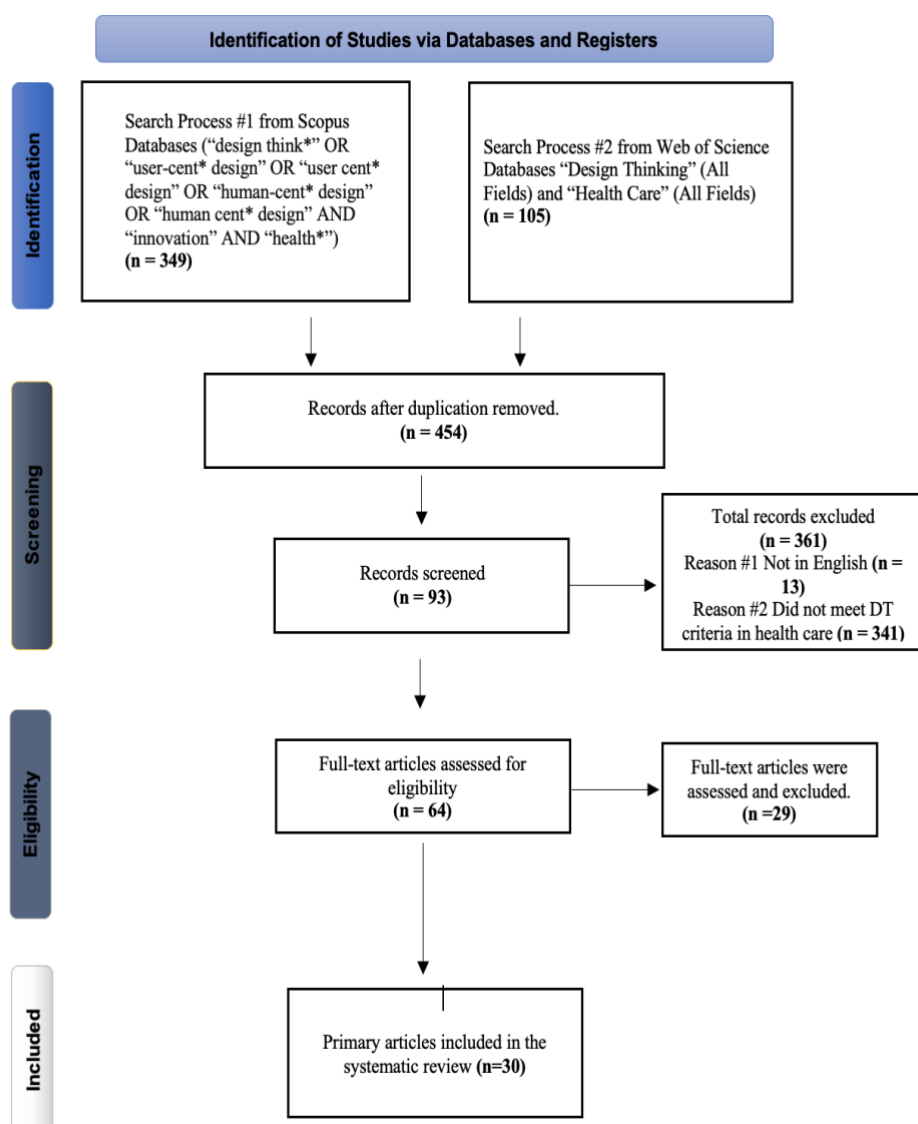 Identification of Studies via Databases and Registers
Identification
Search Process #1 from Scopus
Databases (“design think*” OR
“user-cent* design” OR “user cent*
design” OR “human-cent* design”
OR “human cent* design” AND
“innovation” AND “health*”)
(n = 349)
Search Process #2 from Web of Science
Databases “Design Thinking” (All
Fields) and “Health Care” (All Fields)
(n = 105)
Screening
Records after duplication removed.
(n = 454)
Records screened
(n = 93)
Total records excluded
(n = 361)
Reason #1 Not in English (n =
13)
Reason #2 Did not meet DT
criteria in health care (n = 341)
Eligibility
Full-text articles assessed for
eligibility
(n = 64)
Full-text articles were
assessed and excluded.
(n =29)
Included
Primary articles included in the
systematic review (n=30)